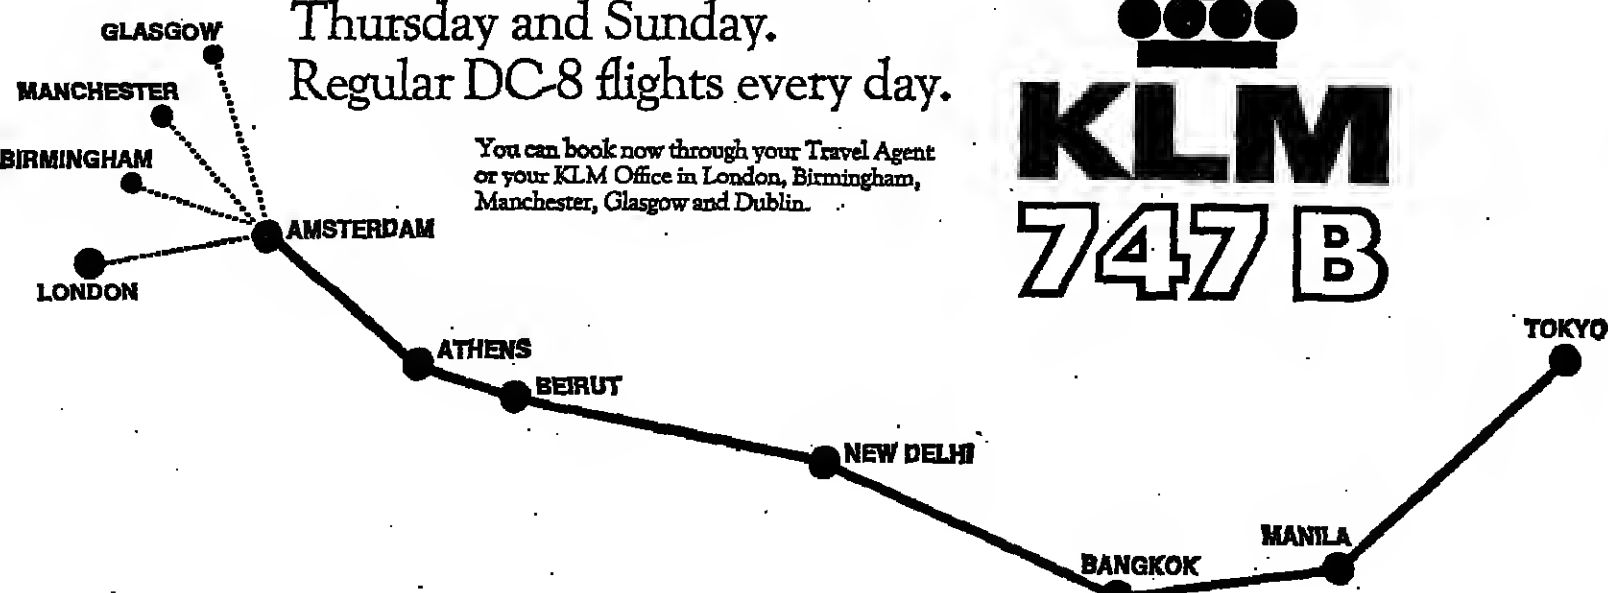 Thursday and Sunday.
Regular DC-8 flights every day.
You can book now through your Travel Agent
or your KLM Office in London, Birmingham,
Manchester, Glasgow and Dublin.
KLM
747 B
GLASGOW
MANCHESTER
BIRMINGHAM
AMSTERDAM
LONDON
ATHENS
BEIRUT
NEW DELHI
BANGKOK
MANILA
TOKYO